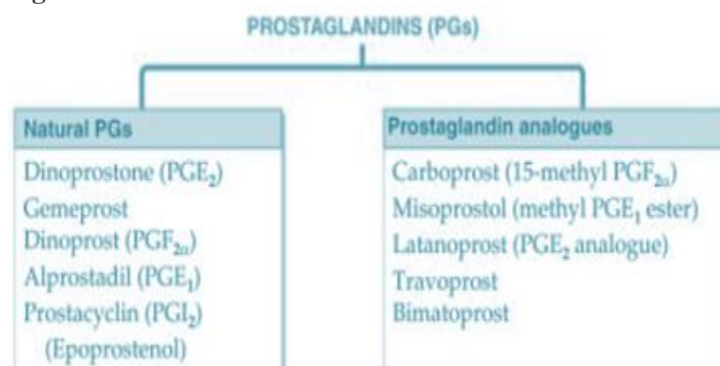 PROSTAGLANDINS (PGs)
Natural PGs
Dinoprostone (PGE₂)
Gemeprost
Dinoprost (PGF₂α)
Alprostadil (PGE₁)
Prostacyclin (PGI₂)
(Epoprostenol)
Prostaglandin analogues
Carboprost (15-methyl PGF₂α)
Misoprostol (methyl PGE₁ ester)
Latanoprost (PGE₂ analogue)
Travoprost
Bimatoprost